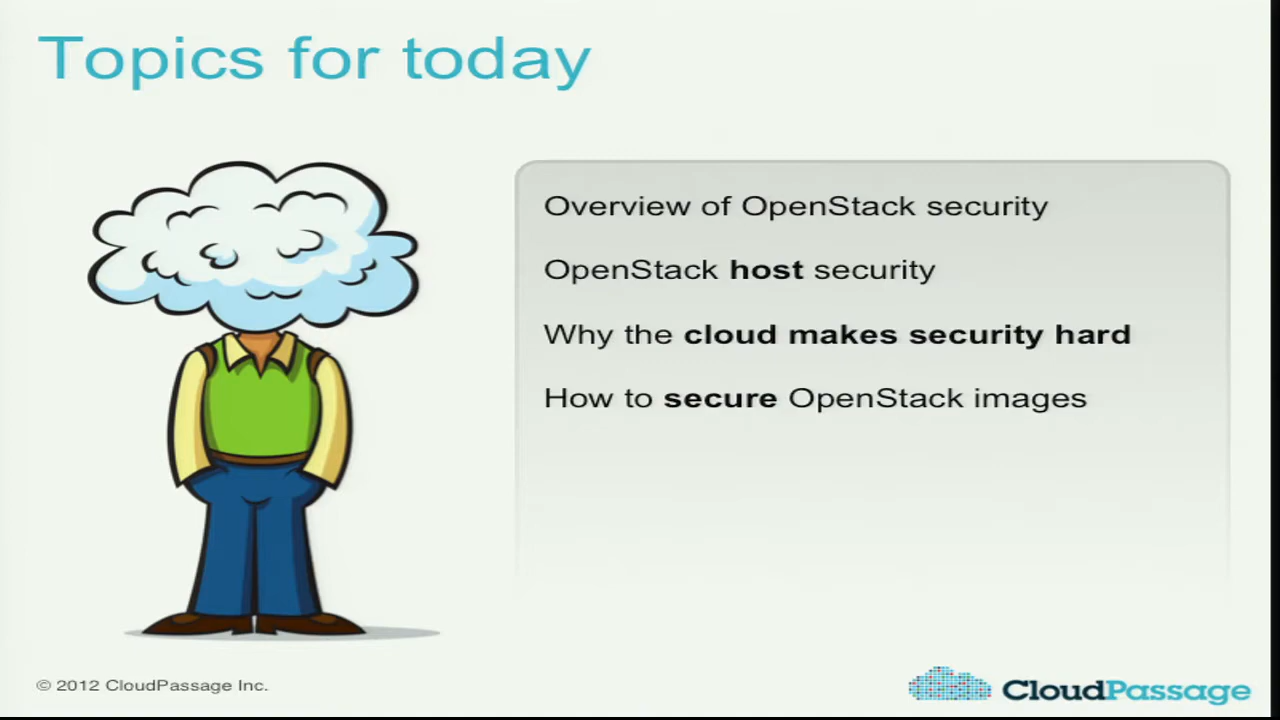 Topics for today
Overview of OpenStack security
OpenStack host security
Why the cloud makes security hard
How to secure OpenStack images
© 2012 CloudPassage Inc.
CloudPassage